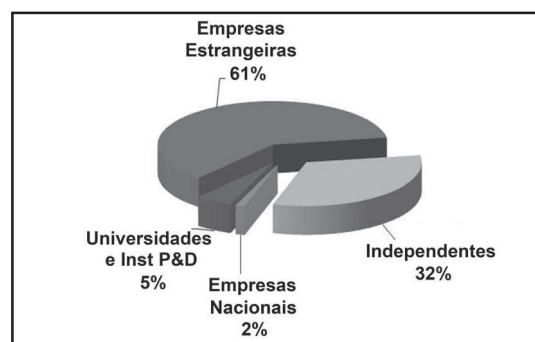 Empresas
Estrangeiras
61%
Universidades
e Inst P&D
5%
Empresas
Nacionais
2%
Independentes
32%